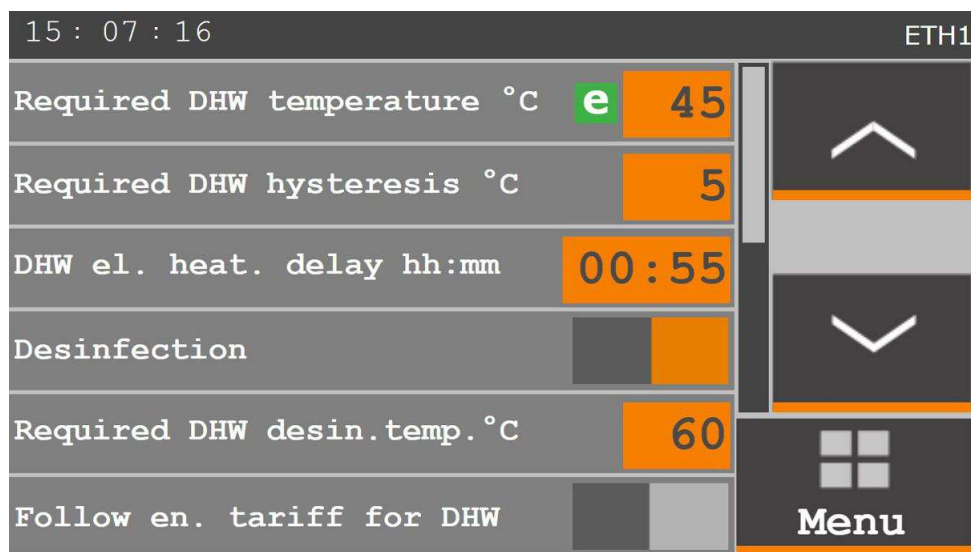 15: 07: 16 ETH1
Required DHW temperature °C e 45
Required DHW hysteresis °C 5
DHW el. heat. delay hh:mm 00:55
Desinfection
Required DHW desin.temp.°C 60
Follow en. tariff for DHW
Menu